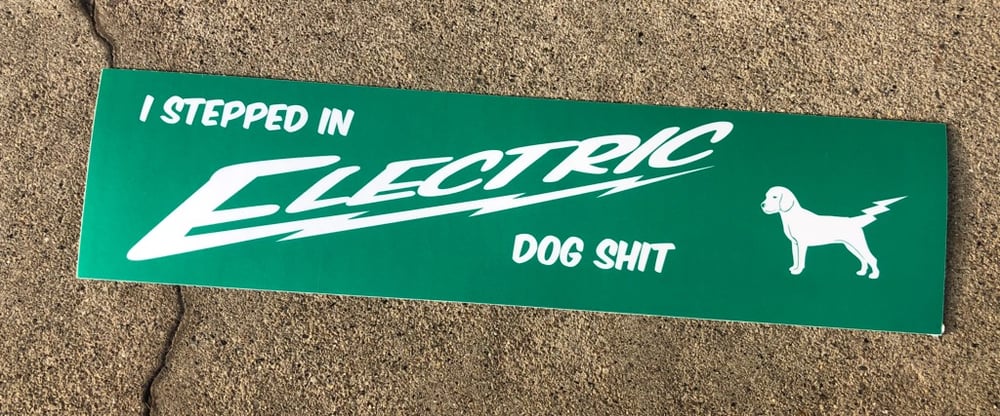 I STEPPED IN
ELECTRIC
DOG SHIT